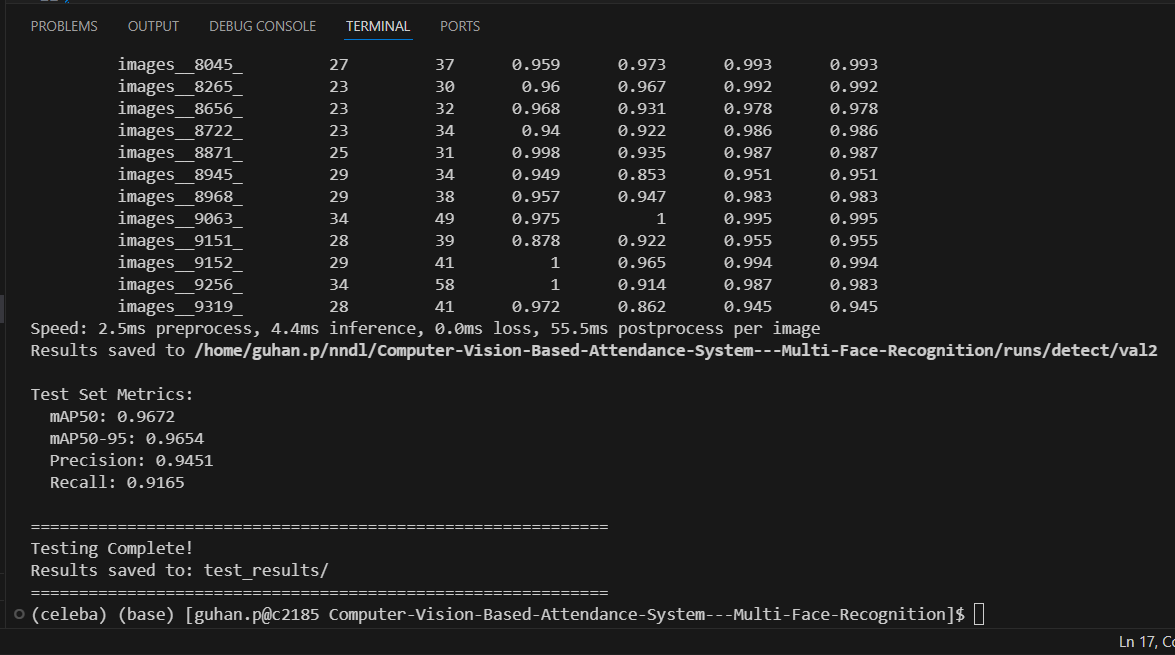 PROBLEMS OUTPUT DEBUG CONSOLE TERMINAL PORTS
images__8045_ 27 37 0.959 0.973 0.993 0.993
images__8265_ 23 30 0.96 0.967 0.992 0.992
images__8656_ 23 32 0.968 0.931 0.978 0.978
images__8722_ 23 34 0.94 0.922 0.986 0.986
images__8871_ 25 31 0.998 0.935 0.987 0.987
images__8945_ 29 34 0.949 0.853 0.951 0.951
images__8968_ 29 38 0.957 0.947 0.983 0.983
images__9063_ 34 49 0.975 1 0.995 0.995
images__9151_ 28 39 0.878 0.922 0.955 0.955
images__9152_ 29 41 1 0.965 0.994 0.994
images__9256_ 34 58 1 0.914 0.987 0.983
images__9319_ 28 41 0.972 0.862 0.945 0.945
Speed: 2.5ms preprocess, 4.4ms inference, 0.0ms loss, 55.5ms postprocess per image
Results saved to /home/guhan.p/nndl/Computer-Vision-Based-Attendance-System---Multi-Face-Recognition/runs/detect/val2
Test Set Metrics:
mAP50: 0.9672
mAP50-95: 0.9654
Precision: 0.9451
Recall: 0.9165
============================================================
Testing Complete!
Results saved to: test_results/
============================================================
(celeba) (base) [guhan.p@c2185 Computer-Vision-Based-Attendance-System---Multi-Face-Recognition]$
Ln 17,